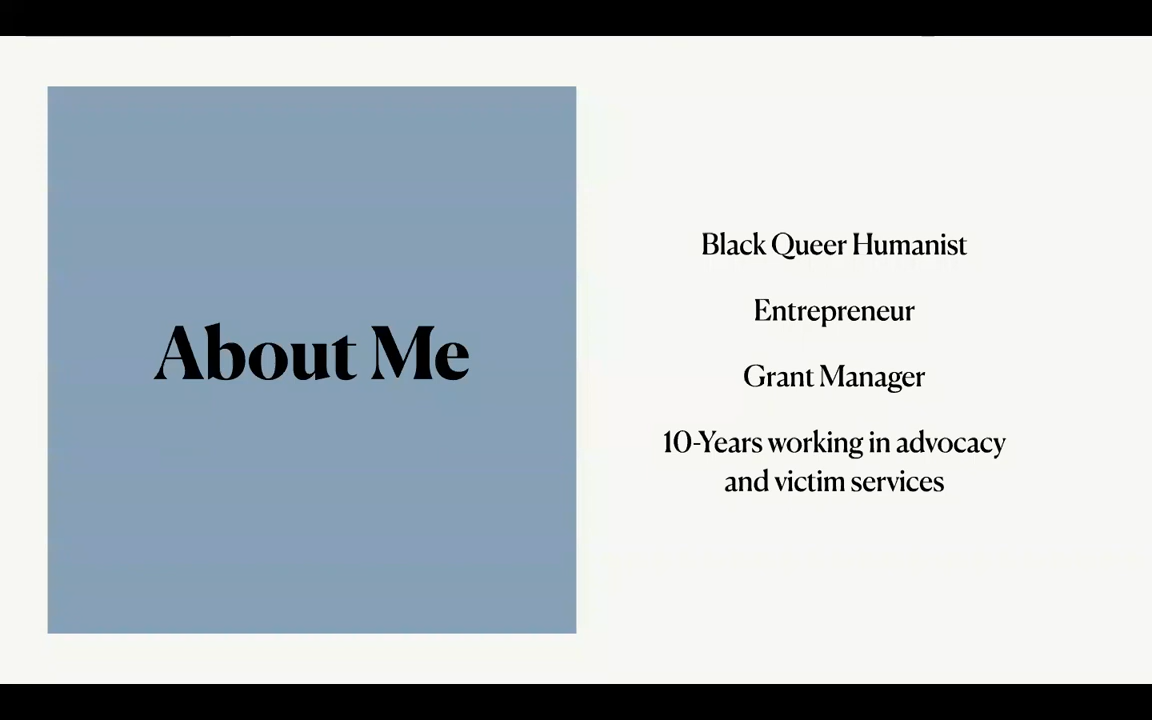 About Me
Black Queer Humanist
Entrepreneur
Grant Manager
10-Years working in advocacy
and victim services